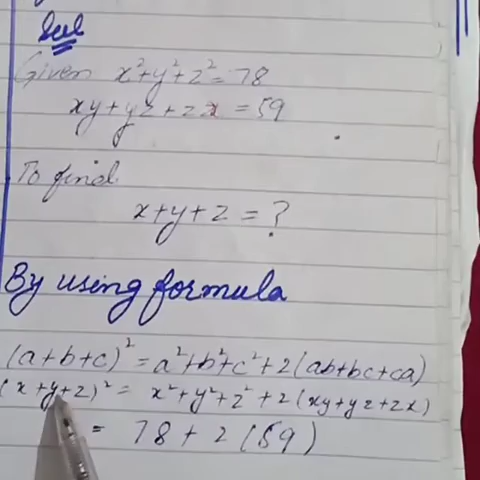 Sol
Given x²+y²+z²=78
xy+yz+zx=59
To find
x+y+z=?
By using formula
(a+b+c)²=a²+b²+c²+2(ab+bc+ca)
(x+y+z)²= x²+y²+z²+2(xy+yz+zx)
= 78+2(59)